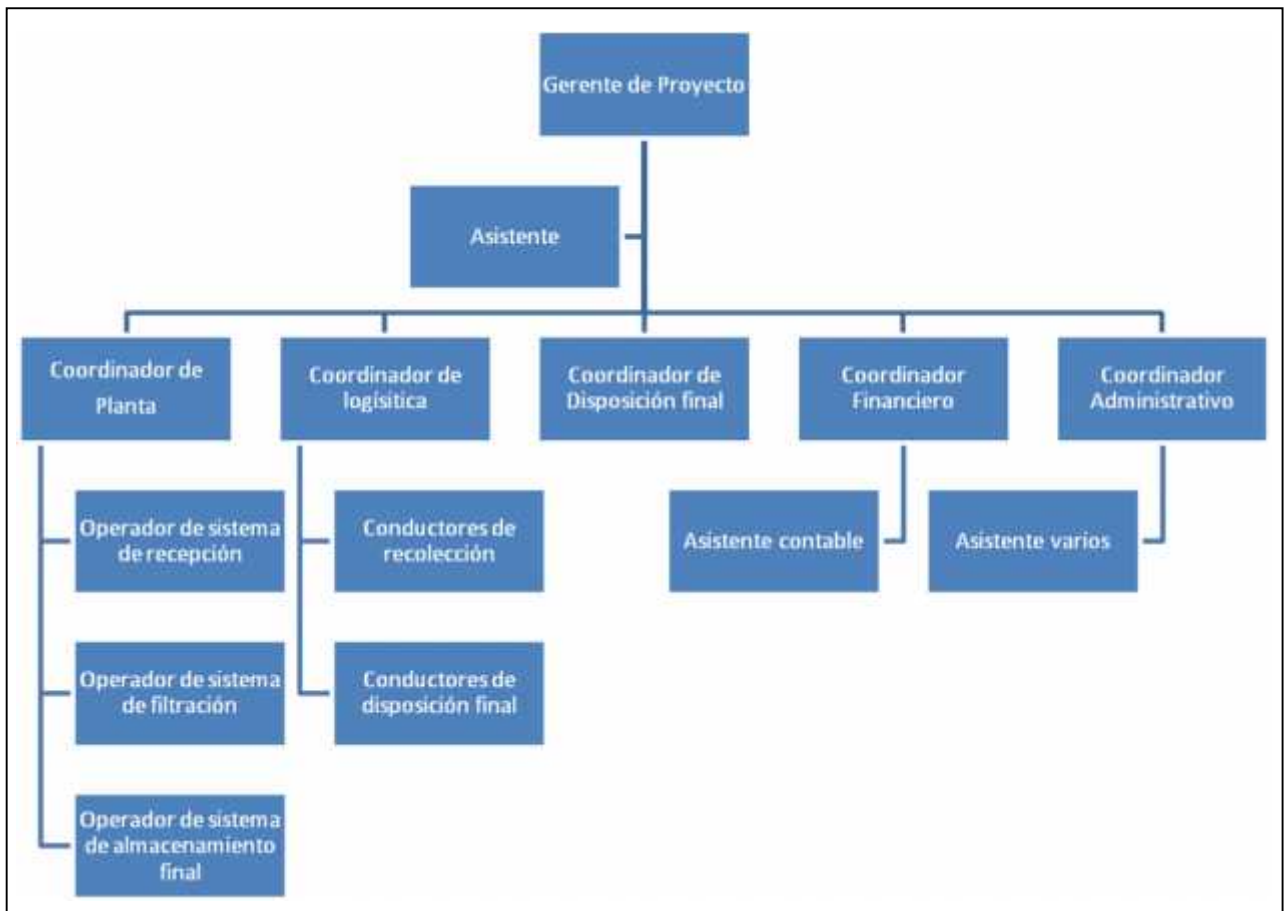 Gerente de Proyecto
Asistente
Coordinador de
Planta
Coordinador de
logísitica
Coordinador de
Disposición final
Coordinador
Financiero
Coordinador
Administrativo
Operador de sistema
de recepción
Conductores de
recolección
Asistente contable
Asistente varios
Operador de sistema
de filtración
Conductores de
disposición final
Operador de sistema
de almacenamiento
final